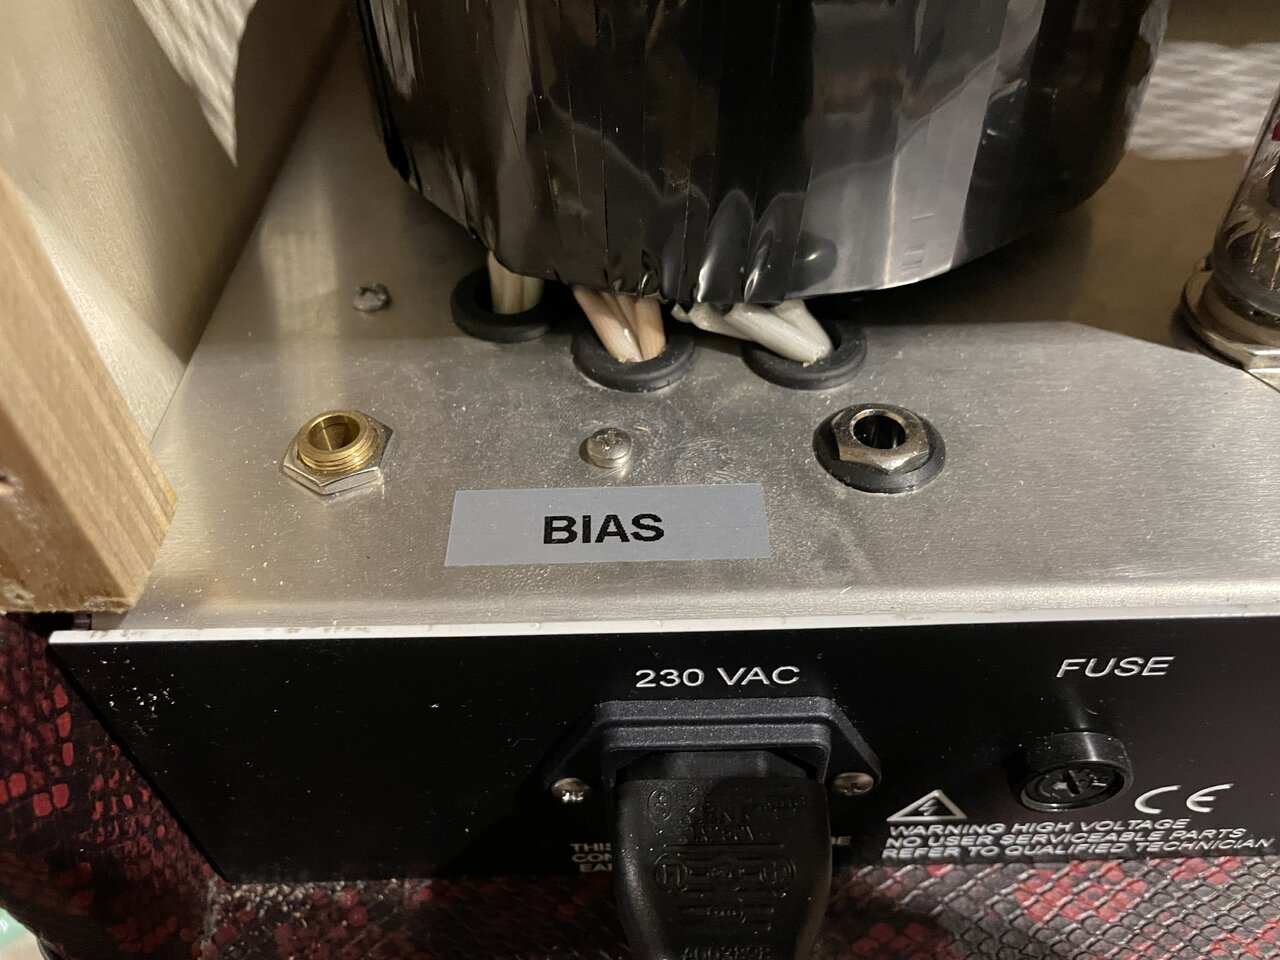 BIAS
230 VAC
FUSE
CE
WARNING HIGH VOLTAGE
NO USER SERVICEABLE PARTS
REFER TO QUALIFIED TECHNICIAN